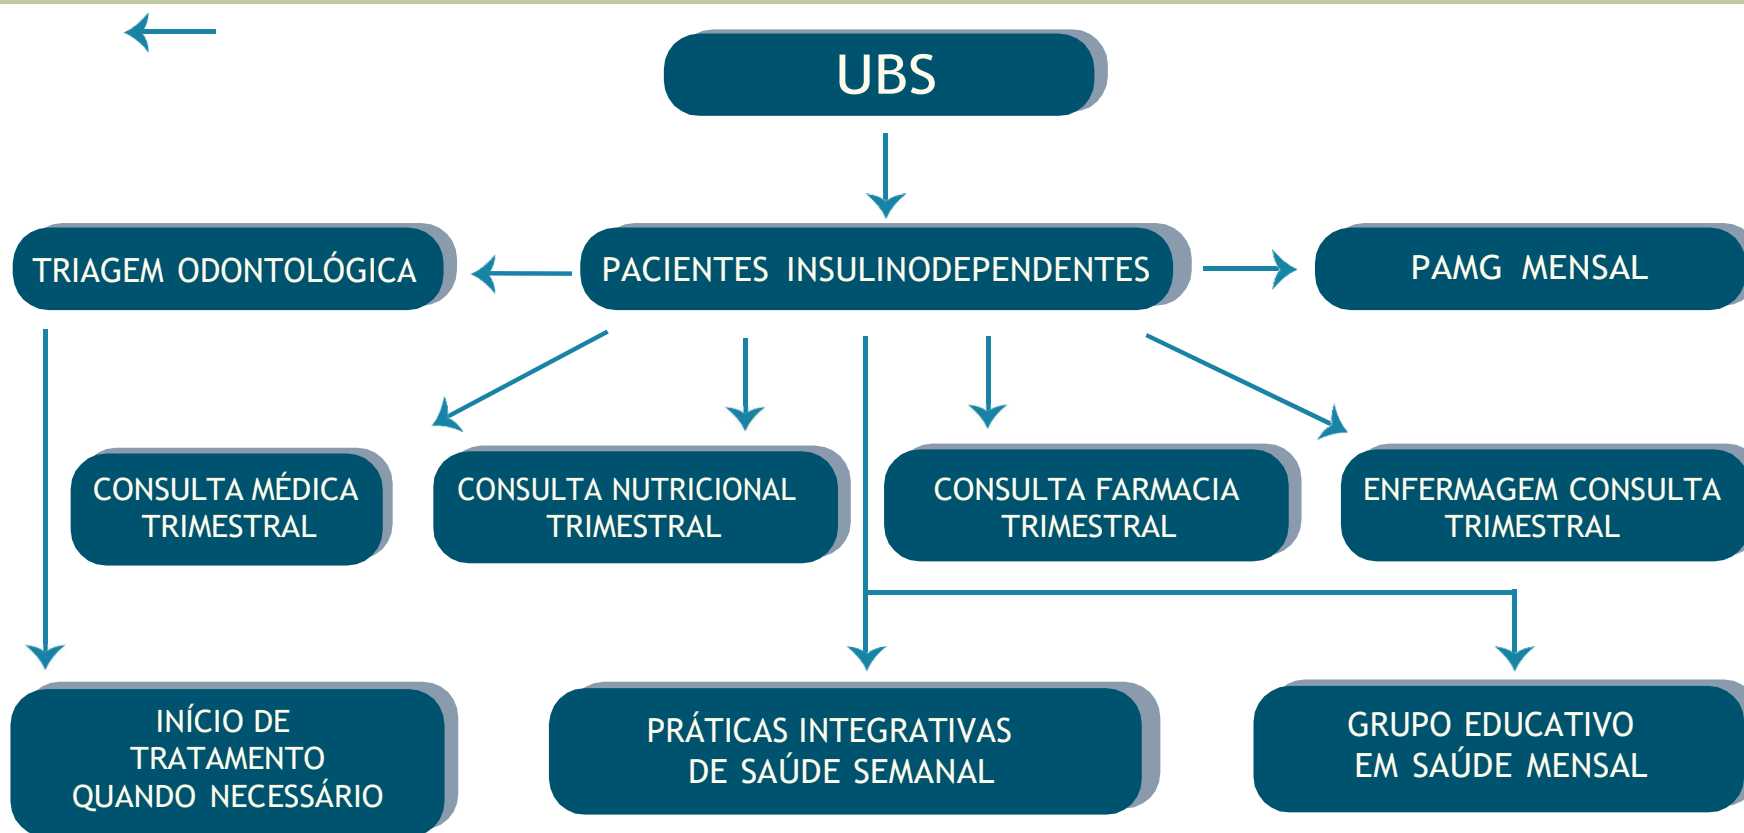 UBS
TRIAGEM ODONTOLÓGICA
PACIENTES INSULINODEPENDENTES
PAMG MENSAL
CONSULTA MÉDICA
TRIMESTRAL
CONSULTA NUTRICIONAL
TRIMESTRAL
CONSULTA FARMACIA
TRIMESTRAL
ENFERMAGEM CONSULTA
TRIMESTRAL
INÍCIO DE
TRATAMENTO
QUANDO NECESSÁRIO
PRÁTICAS INTEGRATIVAS
DE SAÚDE SEMANAL
GRUPO EDUCATIVO
EM SAÚDE MENSAL